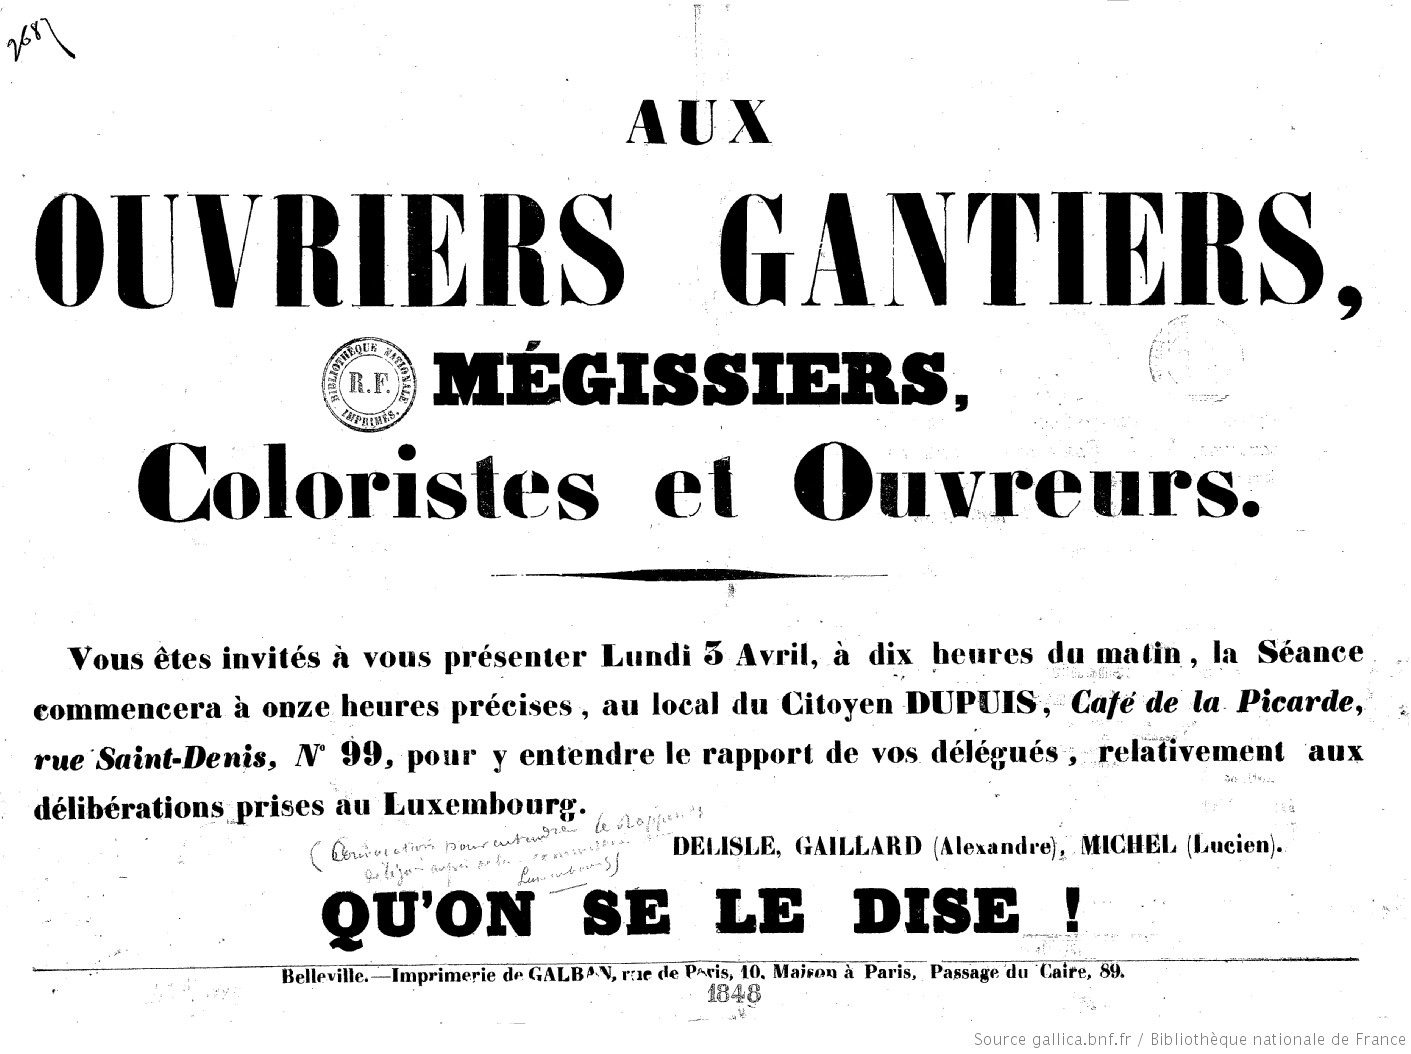 2687
AUX
OUVRIERS GANTIERS,
BIBLIOTHÈQUE NATIONALE
R.F.
IMPRIMÉS.
MÉGISSIERS,
Coloristes et Ouvreurs.
Vous êtes invités à vous présenter Lundi 3 Avril, à dix heures du matin, la Séance
commencera à onze heures précises, au local du Citoyen DUPUIS, Café de la Picarde,
rue Saint-Denis, N° 99, pour y entendre le rapport de vos délégués, relativement aux
délibérations prises au Luxembourg.
(Convocation pour entendre le Rapport
Luxembourg)
DELISLE, GAILLARD (Alexandre), MICHEL (Lucien).
QU'ON SE LE DISE !
Belleville.—Imprimerie de GALBAN, rue de Paris, 10. Maison à Paris, Passage du Caire, 89.
1848
Source gallica.bnf.fr / Bibliothèque nationale de France